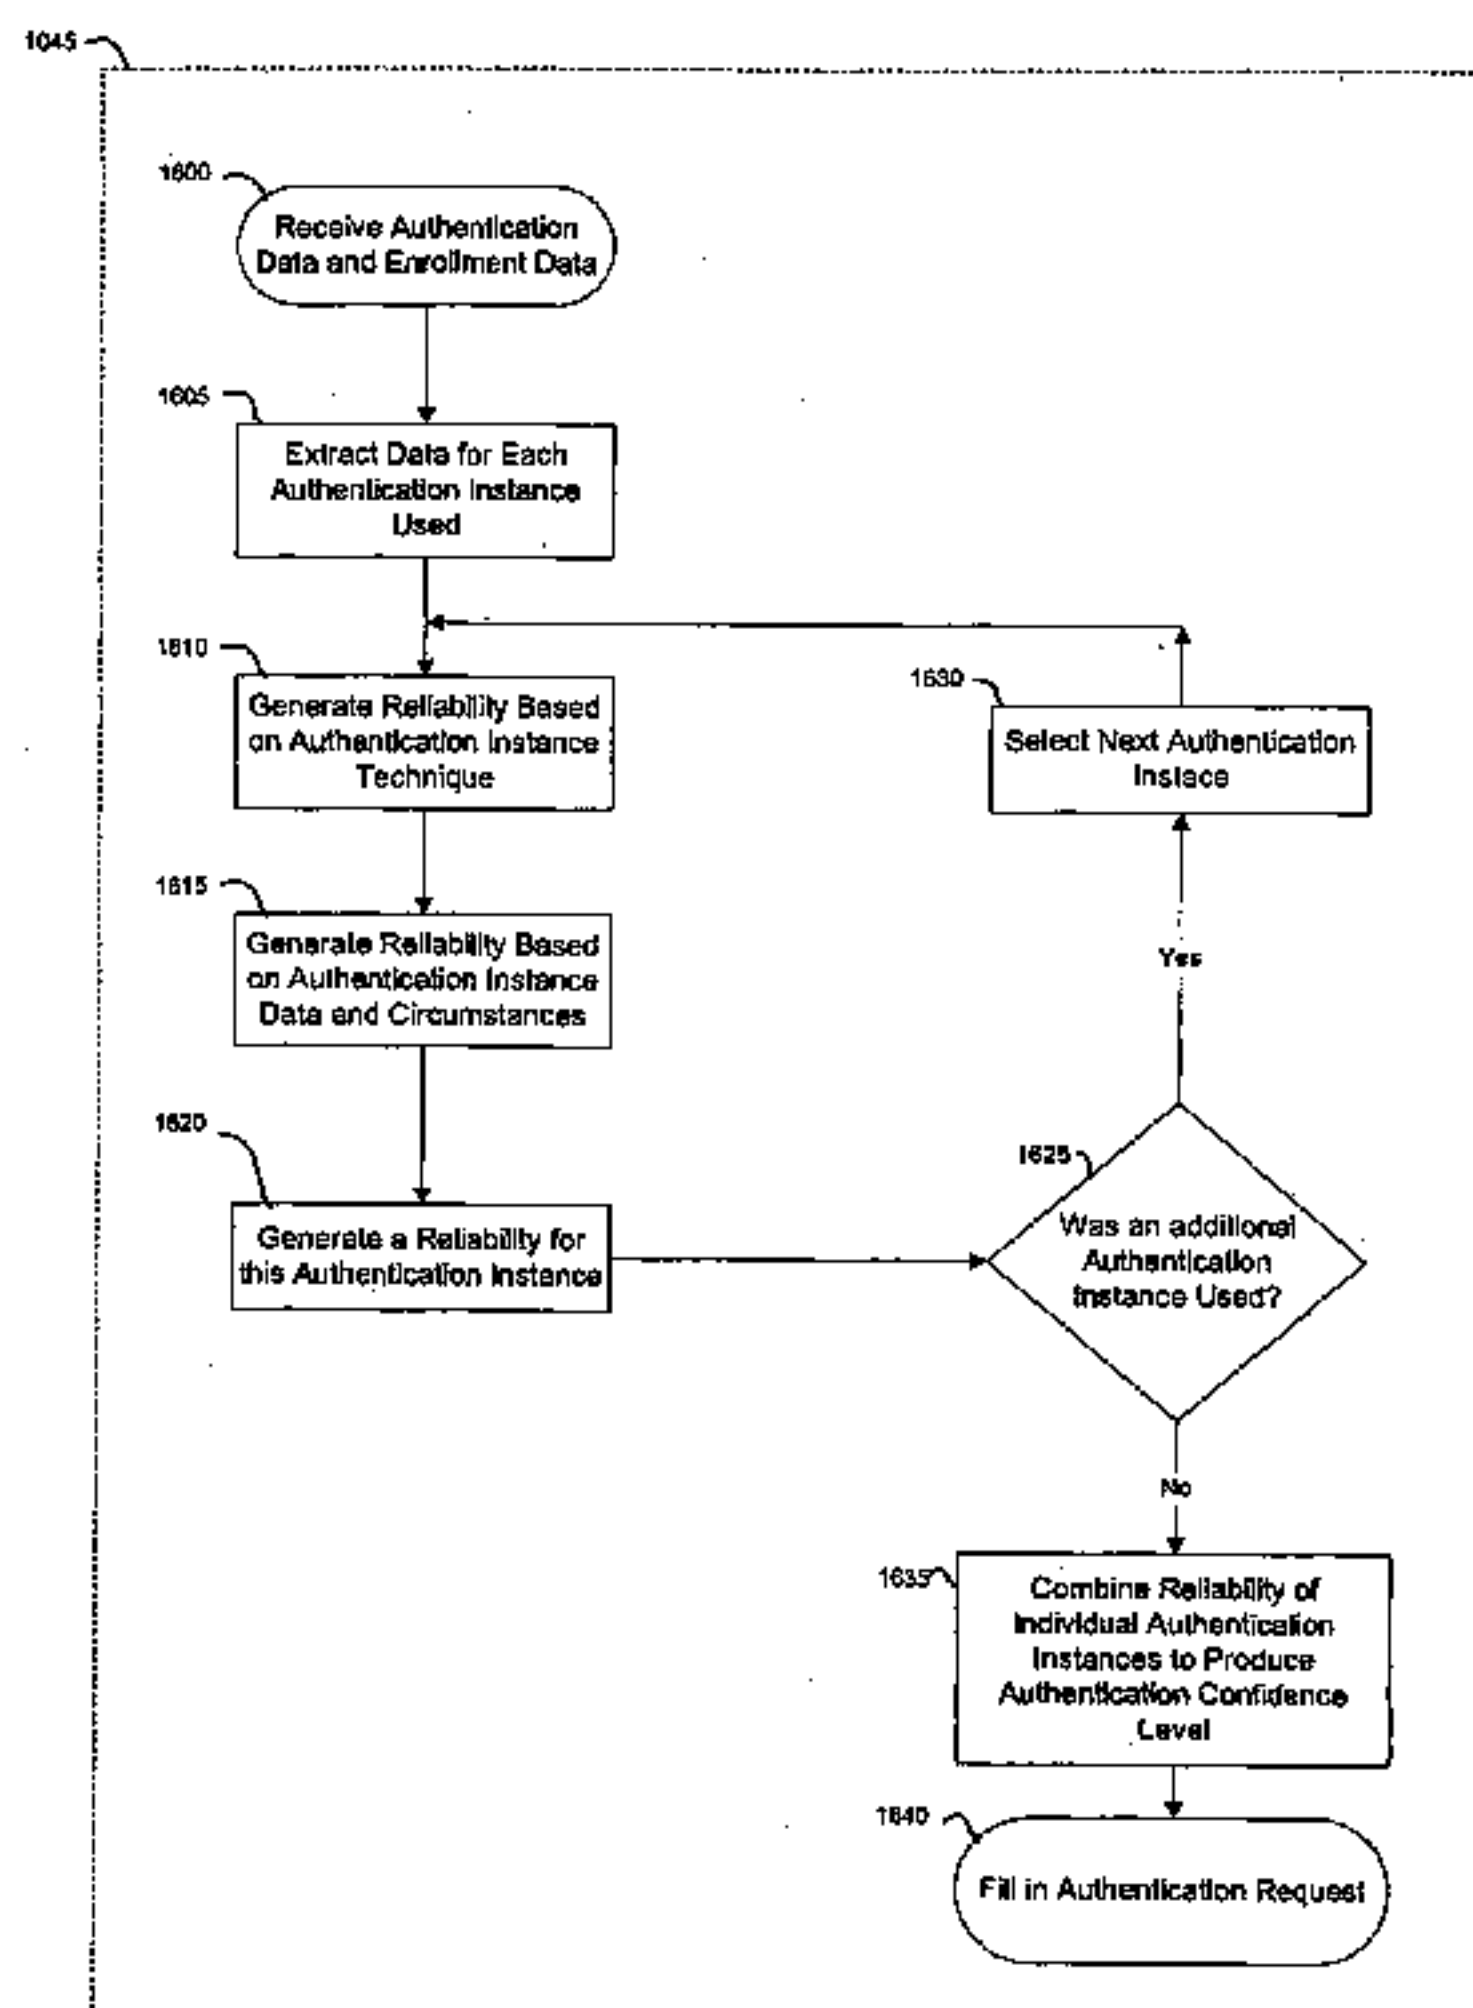 1045
1600
Receive Authentication
Data and Enrollment Data
1605
Extract Data for Each
Authentication Instance
Used
1610
Generate Reliability Based
on Authentication Instance
Technique
1630
Select Next Authentication
Instace
1615
Generate Reliability Based
on Authentication Instance
Data and Circumstances
Yes
1620
Generate a Reliability for
this Authentication Instance
1625
Was an additional
Authentication
Instance Used?
No
1635
Combine Reliability of
Individual Authentication
Instances to Produce
Authentication Confidence
Level
1640
Fill in Authentication Request